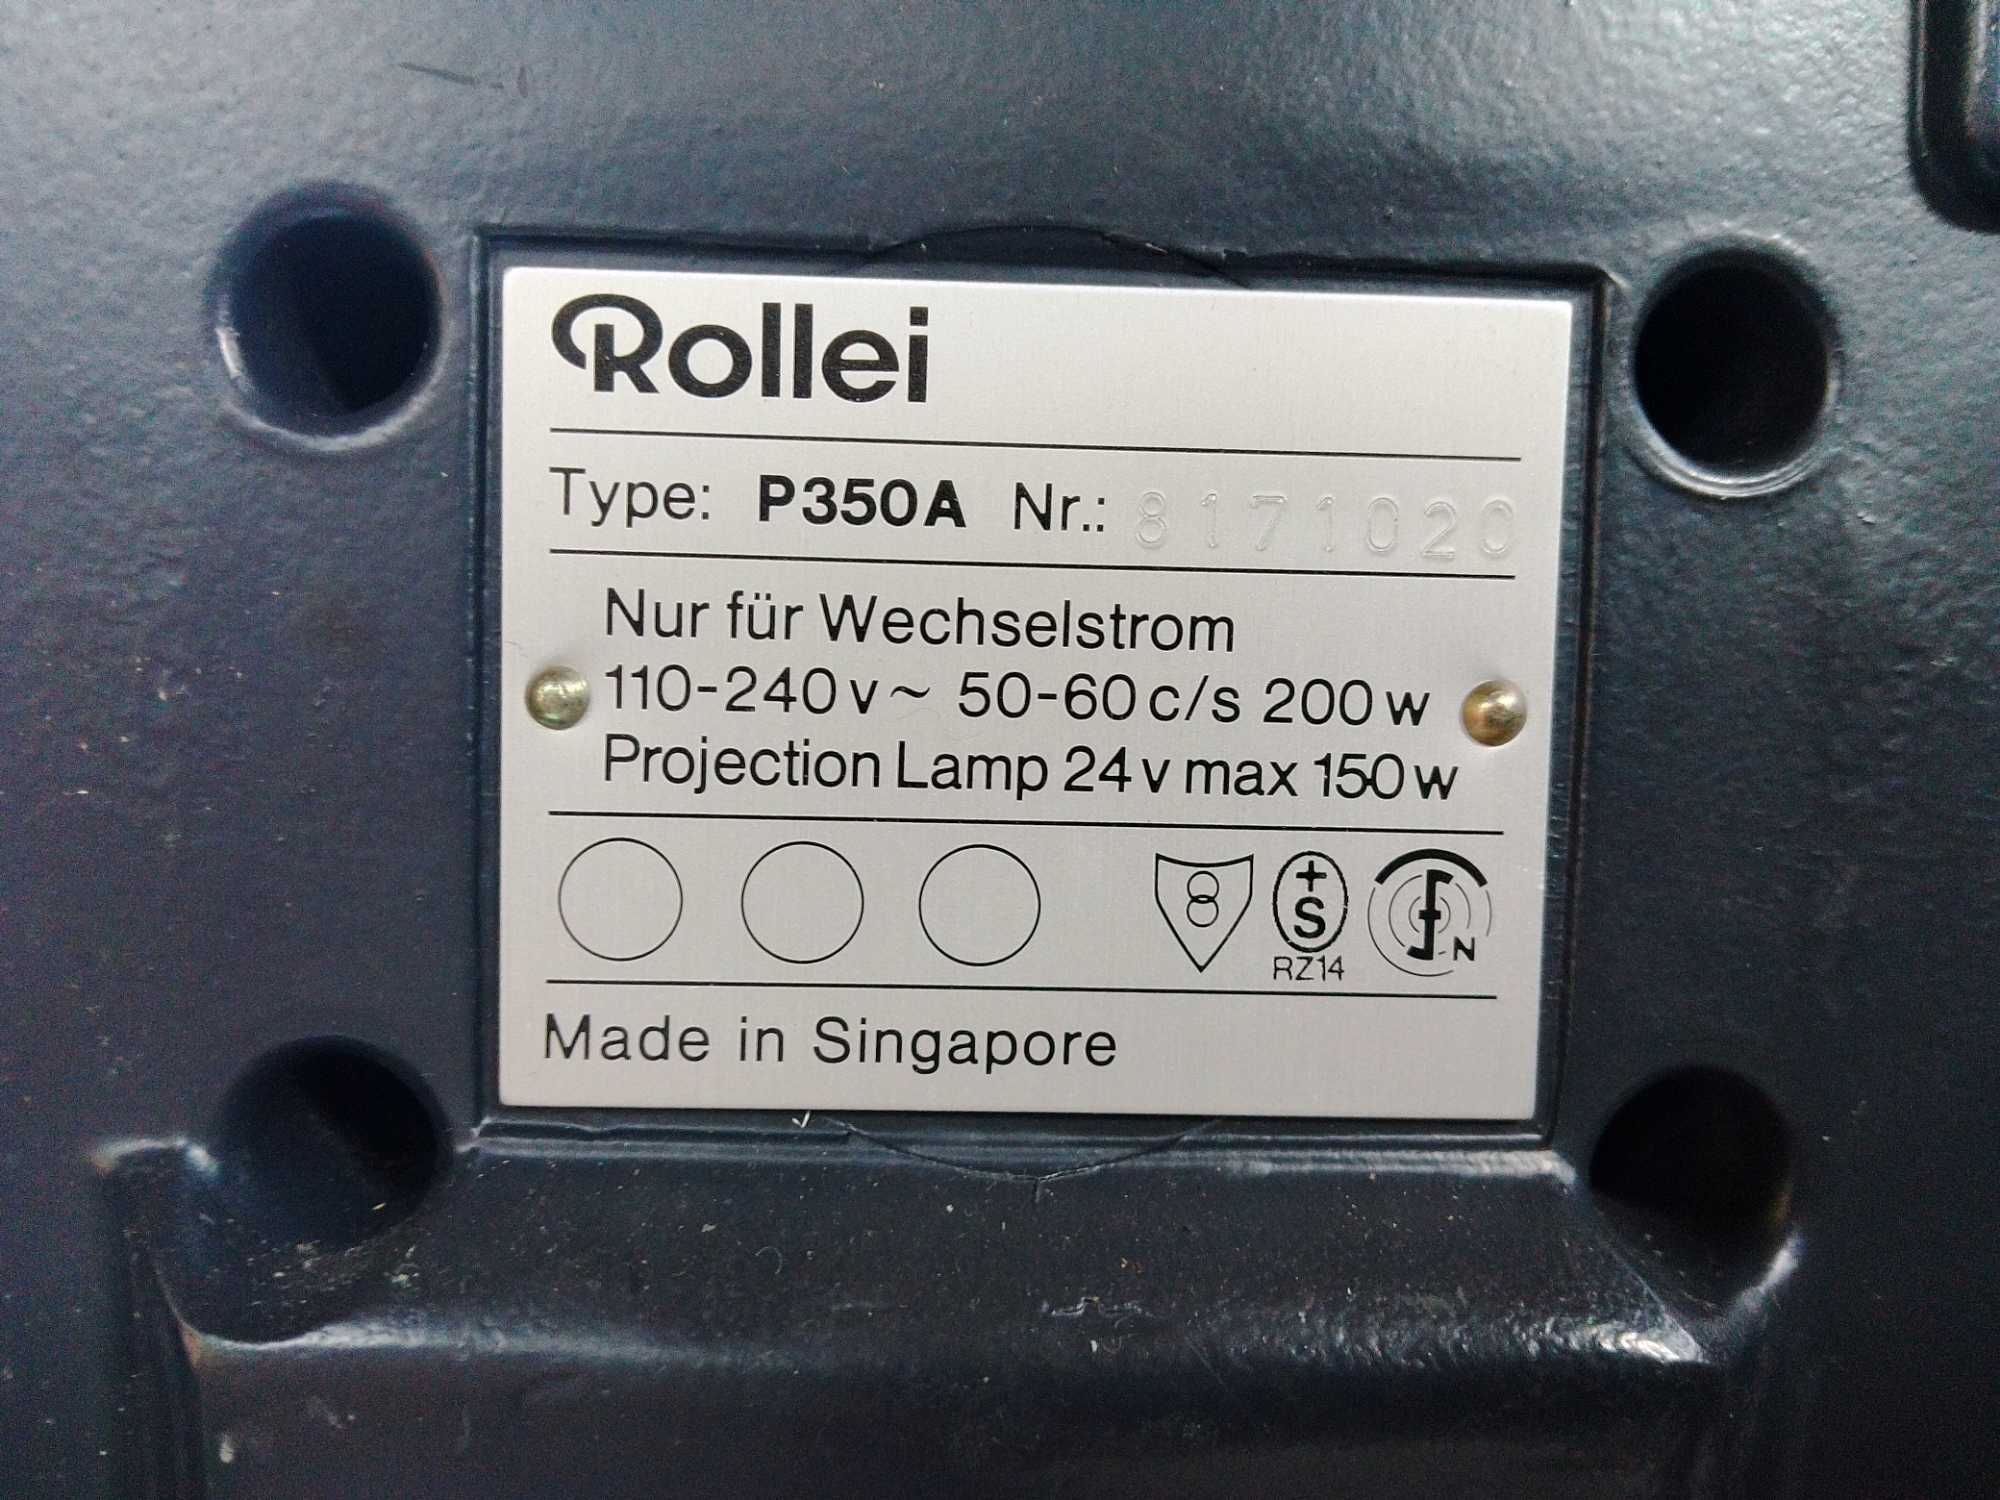 Rollei
Type: P350A Nr.: 8171020
Nur für Wechselstrom
110-240 v ~ 50-60 c/s 200 w
Projection Lamp 24 v max 150 w
8 +S N
RZ14
Made in Singapore